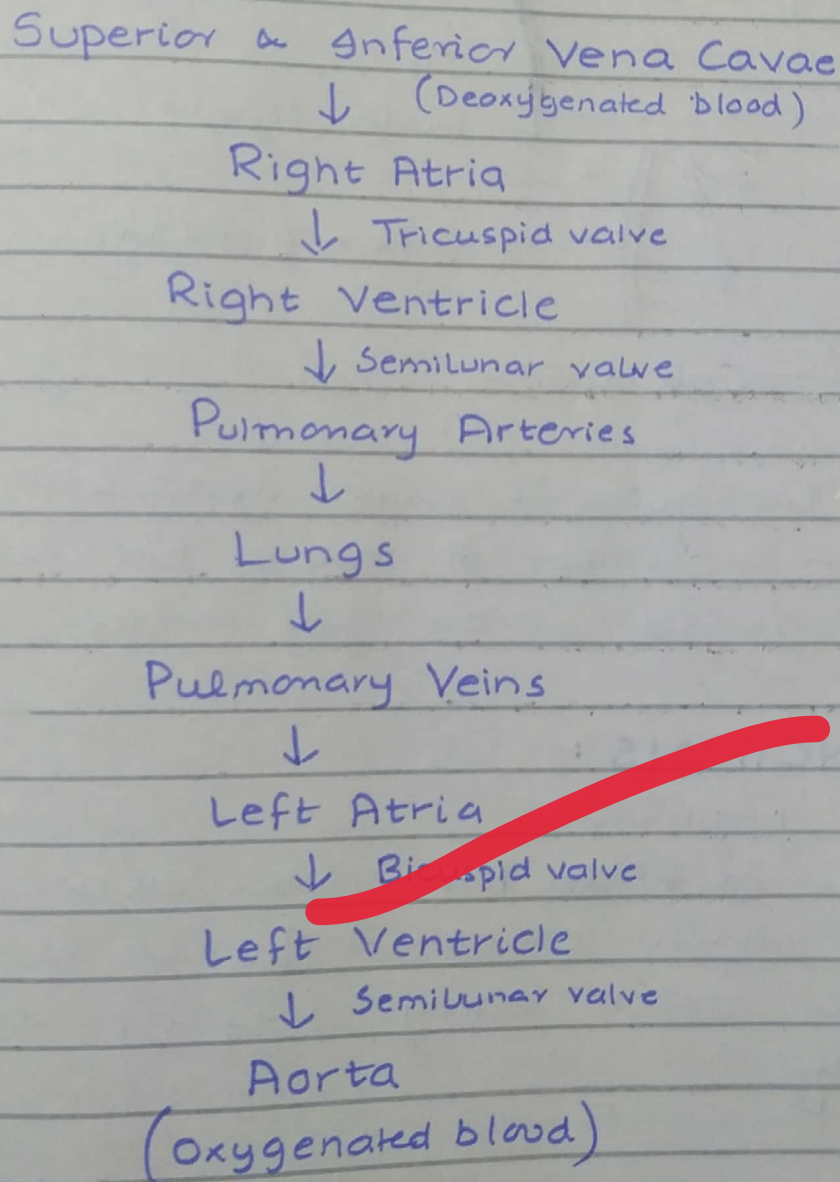 Superior & Inferior Vena Cavae
↓ (Deoxygenated blood)
Right Atria
↓ Tricuspid valve
Right Ventricle
↓ Semilunar valve
Pulmonary Arteries
↓
Lungs
↓
Pulmonary Veins
↓
Left Atria
↓ Bicuspid valve
Left Ventricle
↓ Semilunar valve
Aorta
(Oxygenated blood)